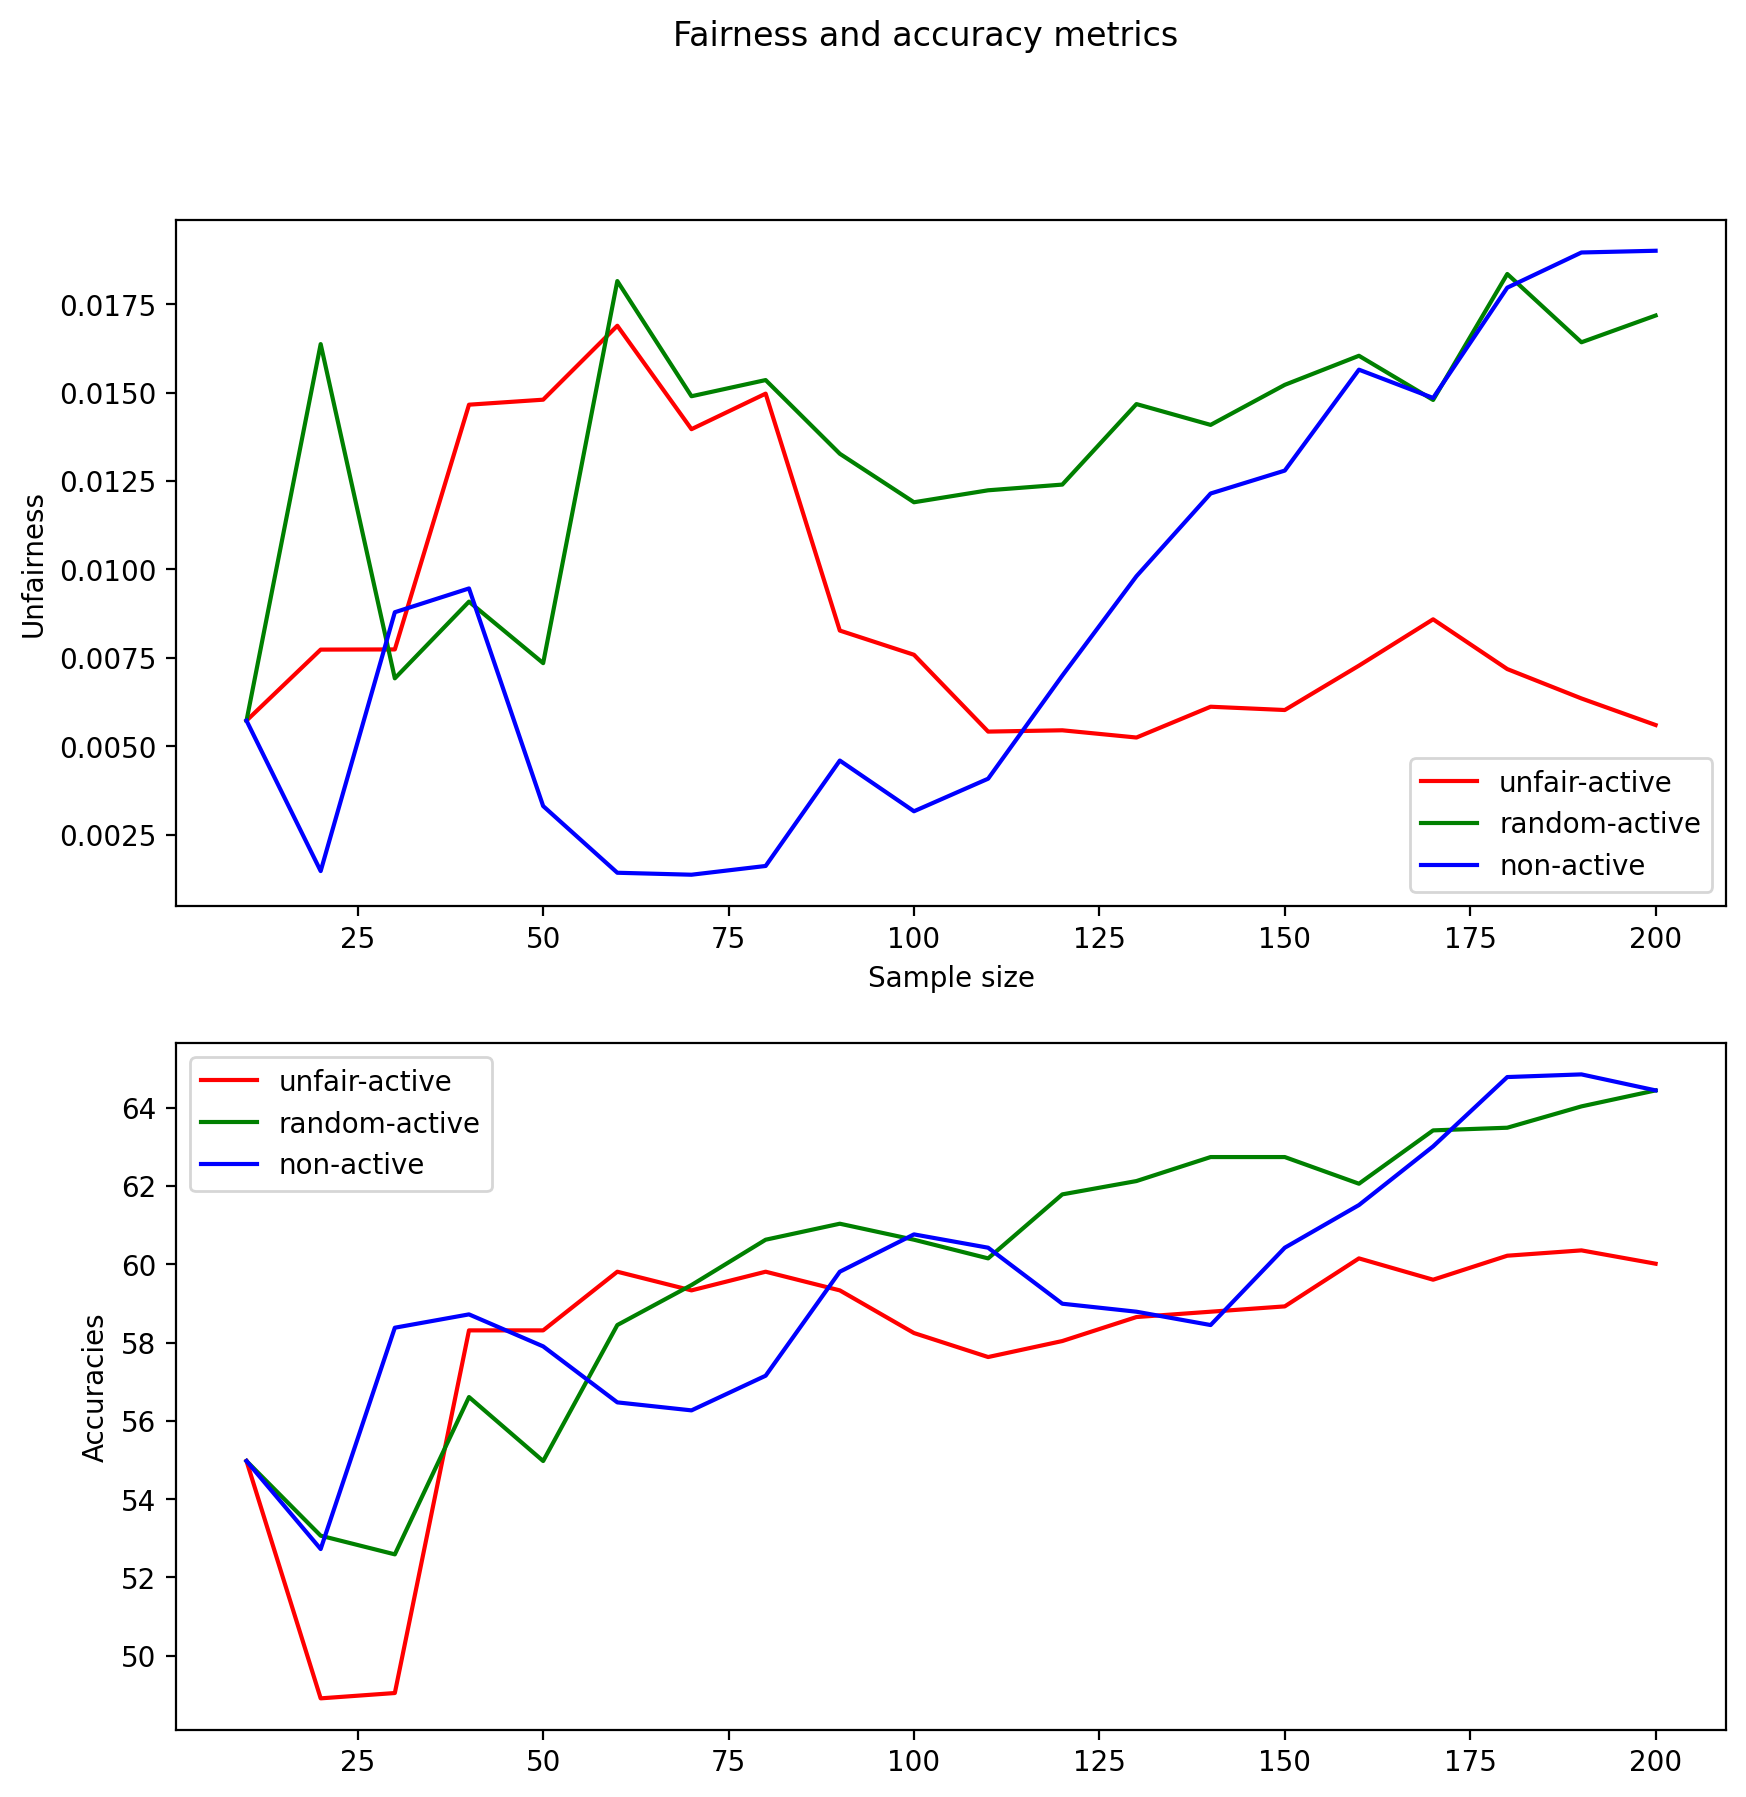 Fairness and accuracy metrics
Unfairness
0.0175
0.0150
0.0125
0.0100
0.0075
0.0050
0.0025
unfair-active
random-active
non-active
25 50 75 100 125 150 175 200
Sample size
Accuracies
unfair-active
random-active
non-active
64
62
60
58
56
54
52
50
25 50 75 100 125 150 175 200